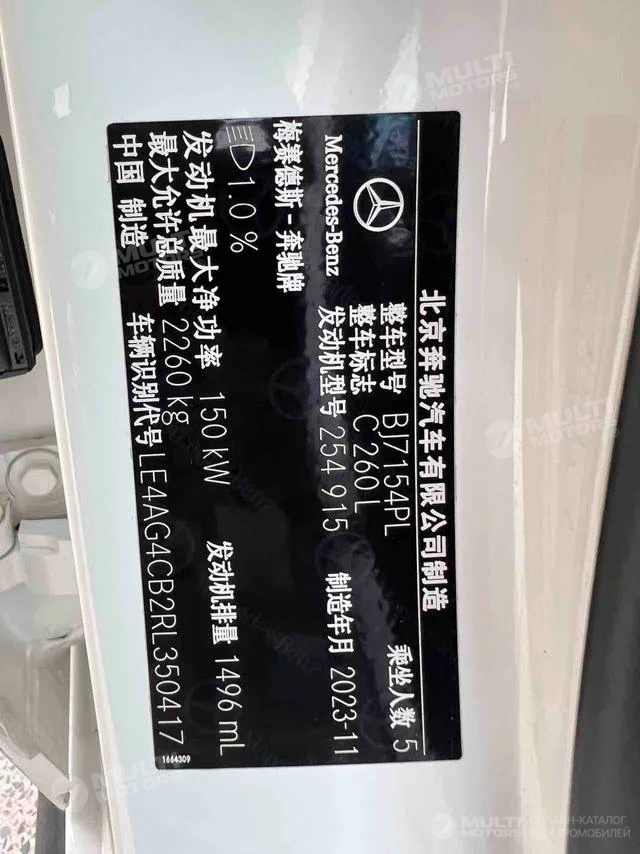 北京奔驰汽车有限公司制造
Mercedes-Benz
梅赛德斯-奔驰牌
整车型号 BJ7154PL 乘坐人数 5
整车标志 C 260 L
发动机型号 254 915 制造年月 2023-11
1.0 %
发动机最大净功率 150 kW 发动机排量 1496 mL
最大允许总质量 2260 kg
车辆识别代号 LE4AG4CB2RL350417
中国 制造
1664309
MULTI MOTORS
ОНЛАЙН-КАТАЛОГ
АВТОМОБИЛЕЙ